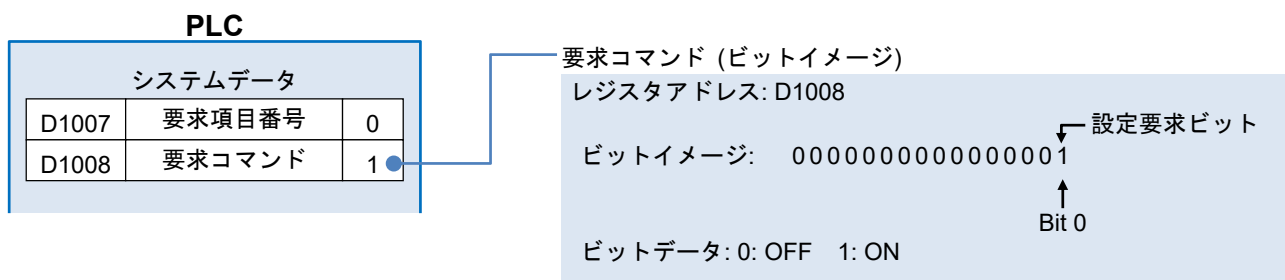 PLC
システムデータ
D1007 要求項目番号 0
D1008 要求コマンド 1
要求コマンド (ビットイメージ)
レジスタアドレス: D1008
設定要求ビット
ビットイメージ: 0000000000000001
Bit 0
ビットデータ: 0: OFF 1: ON